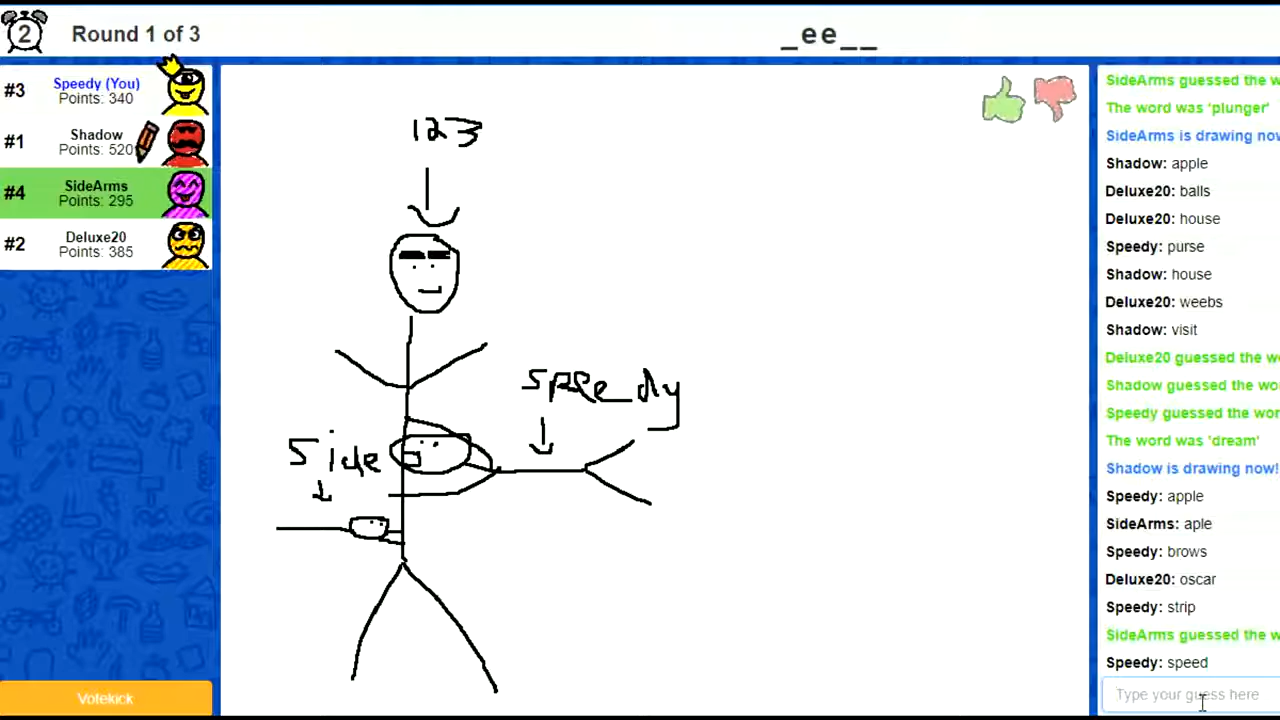 2
Round 1 of 3
_ee__
#3
Speedy (You)
Points: 340
#1
Shadow
Points: 520
#4
SideArms
Points: 295
#2
Deluxe20
Points: 385
Votekick
123
Spee_dy
Side
SideArms guessed the w
The word was 'plunger'
SideArms is drawing now
Shadow: apple
Deluxe20: balls
Deluxe20: house
Speedy: purse
Shadow: house
Deluxe20: weebs
Shadow: visit
Deluxe20 guessed the wo
Shadow guessed the wor
Speedy guessed the wor
The word was 'dream'
Shadow is drawing now!
Speedy: apple
SideArms: aple
Speedy: brows
Deluxe20: oscar
Speedy: strip
SideArms guessed the w
Speedy: speed
Type your guess here